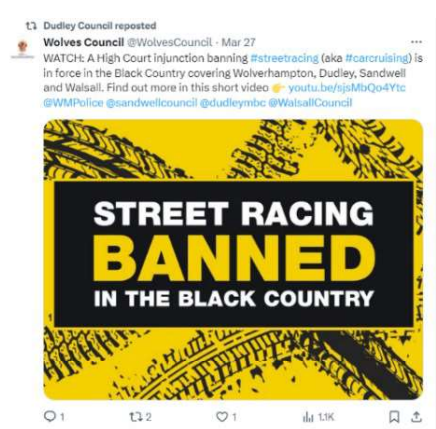 Dudley Council reposted
Wolves Council @WolvesCouncil · Mar 27
WATCH: A High Court injunction banning #streetracing (aka #carcruising) is
in force in the Black Country covering Wolverhampton, Dudley, Sandwell
and Walsall. Find out more in this short video 👉 youtu.be/sjsMbQo4Ytc
@WMPolice @sandwellcouncil @dudleymbc @WalsallCouncil
STREET RACING
BANNED
IN THE BLACK COUNTRY
1 2 1 1.1K